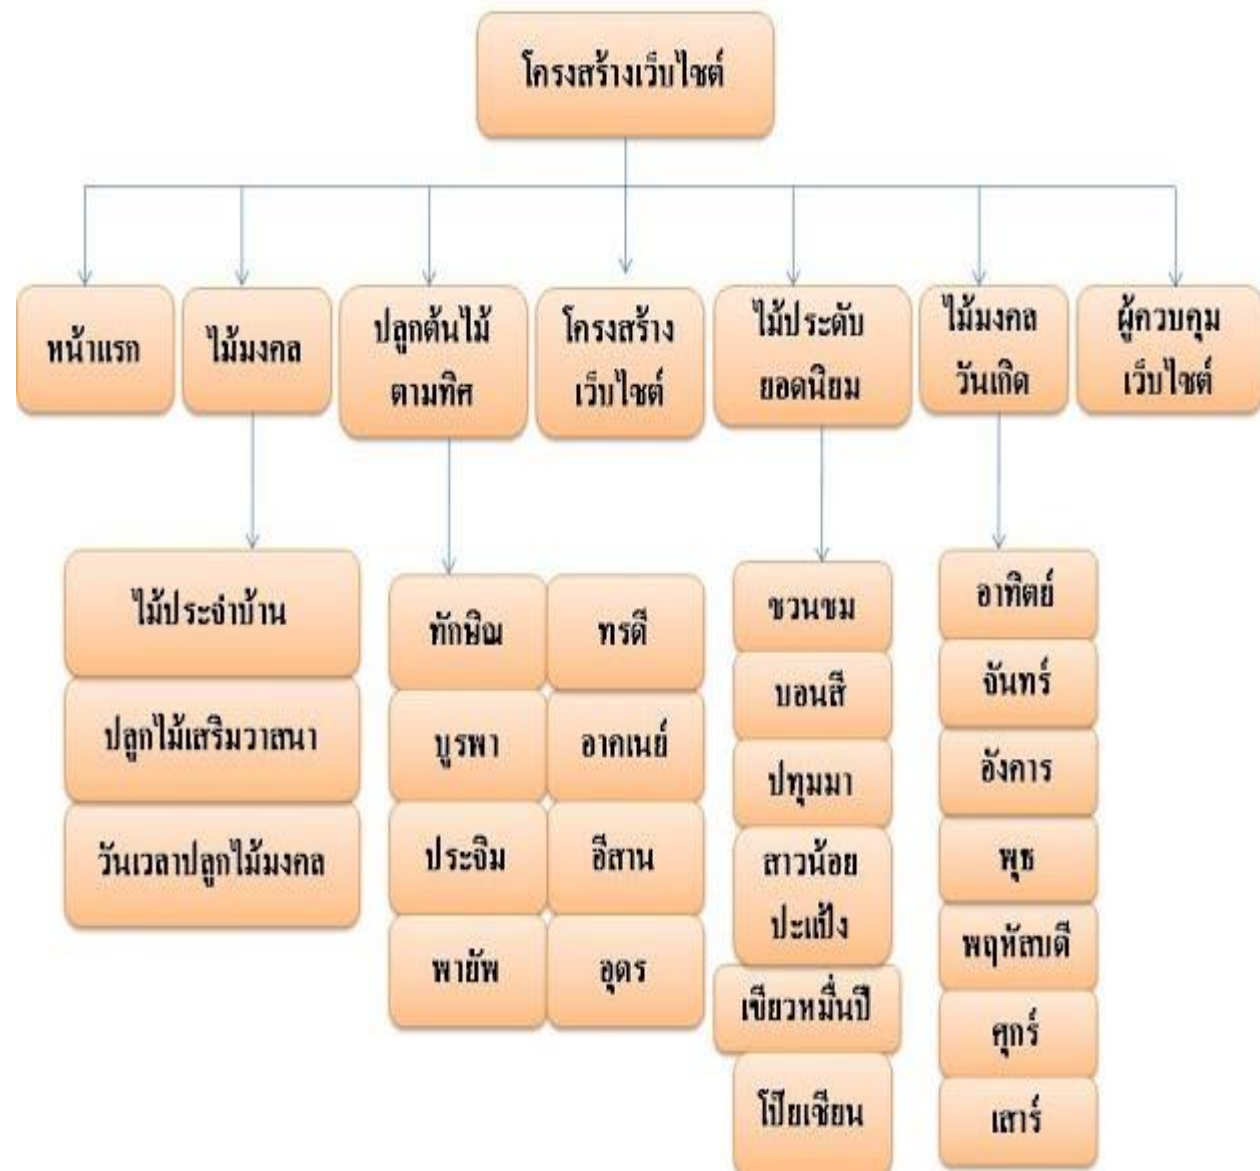 โครงสร้างเว็บไซต์
หน้าแรก
ไม้มงคล
ปลูกต้นไม้
ตามทิศ
โครงสร้าง
เว็บไซต์
ไม้ประดับ
ยอดนิยม
ไม้มงคล
วันเกิด
ผู้ควบคุม
เว็บไซต์
ไม้ประจำบ้าน
ปลูกไม้เสริมวาสนา
วันเวลาปลูกไม้มงคล
ทักษิณ
ทรดี
บูรพา
อาคเนย์
ประจิม
อีสาน
พายัพ
อุดร
ชวนชม
บอนสี
ปทุมมา
สาวน้อย
ปะแป้ง
เขียวหมื่นปี
โป๊ยเซียน
อาทิตย์
จันทร์
อังคาร
พุธ
พฤหัสบดี
ศุกร์
เสาร์